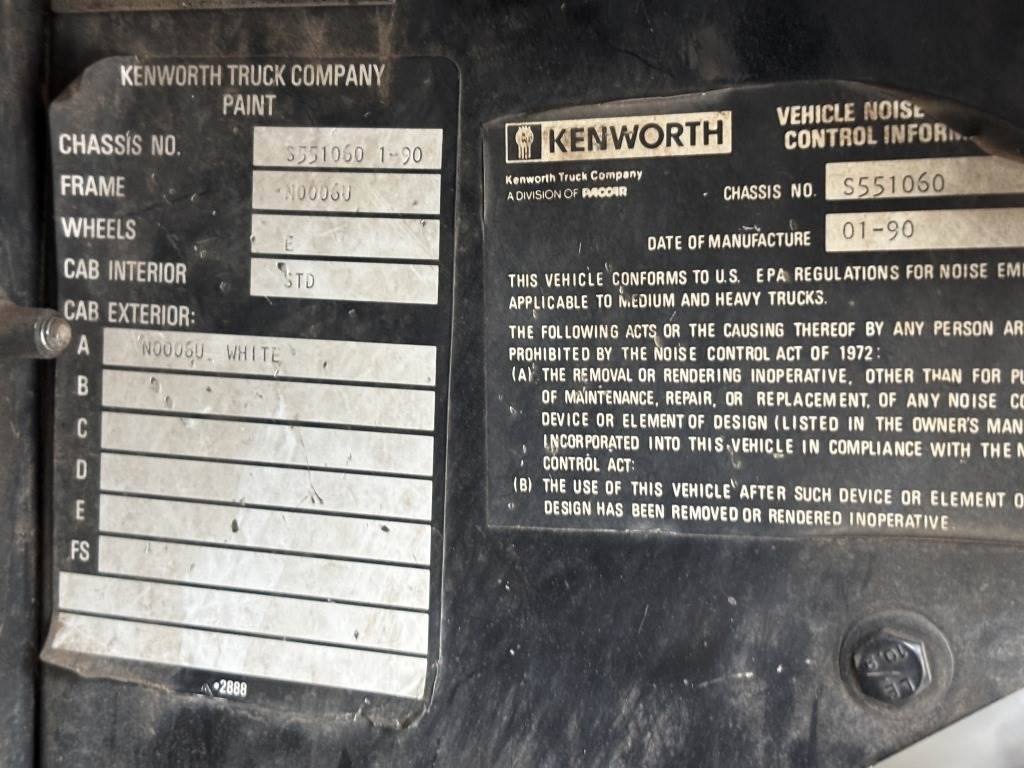 KENWORTH TRUCK COMPANY
PAINT
CHASSIS NO. S551060 1-90
FRAME N0006U
WHEELS E
CAB INTERIOR STD
CAB EXTERIOR:
A N0006U WHITE
B
C
D
E
FS
•2888
KENWORTH
Kenworth Truck Company
A DIVISION OF PACCAR
VEHICLE NOISE
CONTROL INFORM
CHASSIS NO. S551060
DATE OF MANUFACTURE 01-90
THIS VEHICLE CONFORMS TO U.S. EPA REGULATIONS FOR NOISE EMI
APPLICABLE TO MEDIUM AND HEAVY TRUCKS.
THE FOLLOWING ACTS OR THE CAUSING THEREOF BY ANY PERSON AR
PROHIBITED BY THE NOISE CONTROL ACT OF 1972:
(A) THE REMOVAL OR RENDERING INOPERATIVE, OTHER THAN FOR PU
OF MAINTENANCE, REPAIR, OR REPLACEMENT, OF ANY NOISE CO
DEVICE OR ELEMENT OF DESIGN (LISTED IN THE OWNER'S MAN
INCORPORATED INTO THIS VEHICLE IN COMPLIANCE WITH THE N
CONTROL ACT:
(B) THE USE OF THIS VEHICLE AFTER SUCH DEVICE OR ELEMENT O
DESIGN HAS BEEN REMOVED OR RENDERED INOPERATIVE